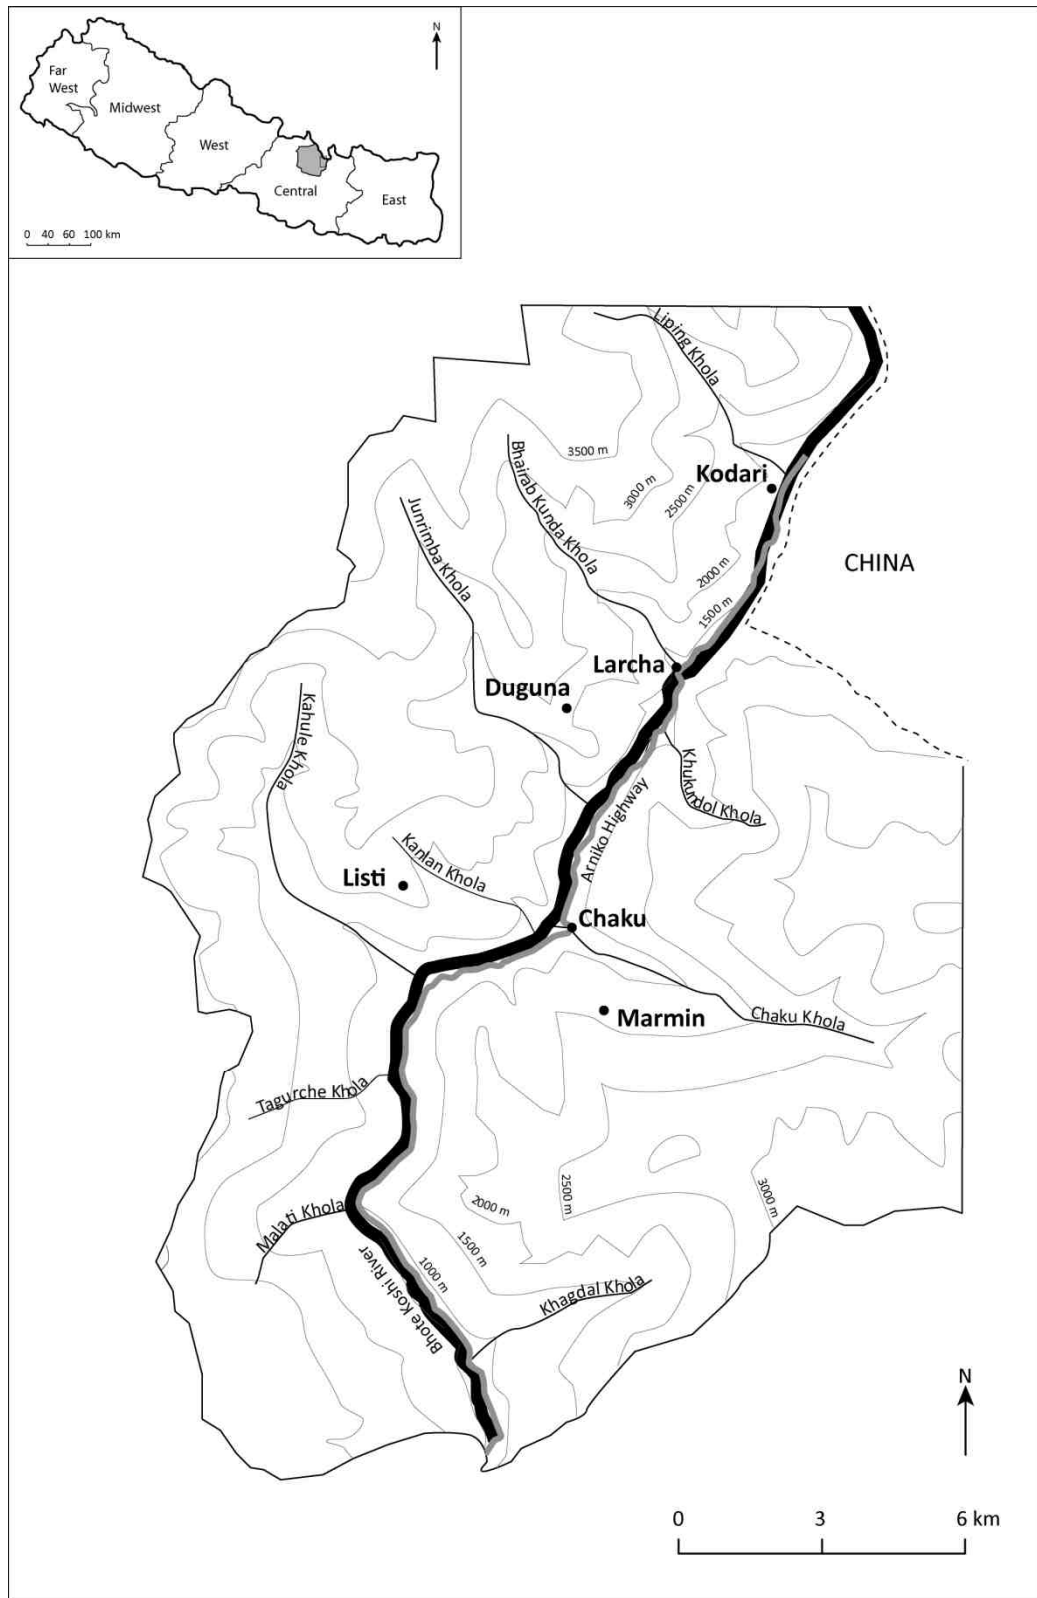 N
Far
West
Midwest
West
Central
East
0 40 60 100 km
Liping Khola
3500 m
Bhairab Kunda Khola
Kodari
3000 m
2500 m
Junrimba Khola
CHINA
2000 m
1500 m
Larcha
Duguna
Kahule Khola
Khukundol Khola
Arniko Highway
Kanlan Khola
Listi
Chaku
Marmin
Chaku Khola
Tagurche Khola
2500 m
3000 m
2000 m
Malati Khola
1500 m
1000 m
Bhote Koshi River
Khagdal Khola
N
0 3 6 km